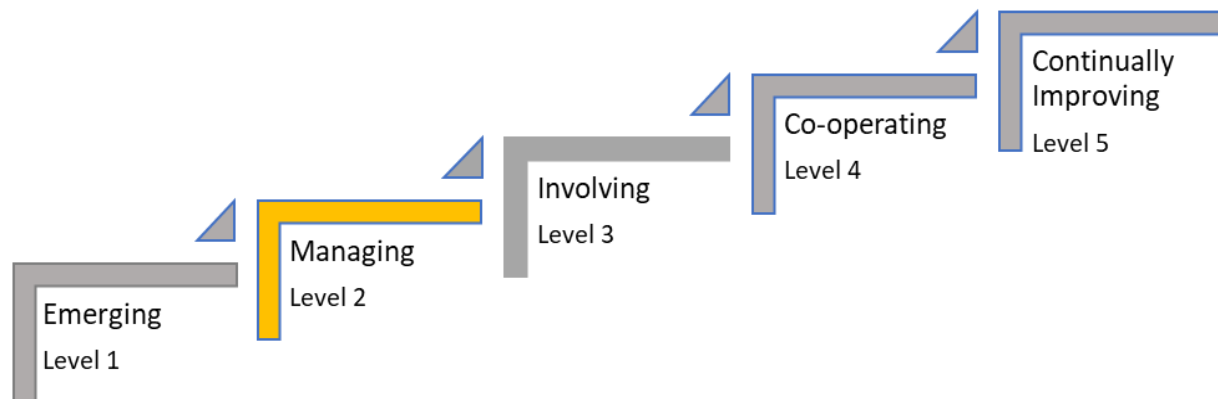 Emerging
Level 1
Managing
Level 2
Involving
Level 3
Co-operating
Level 4
Continually
Improving
Level 5